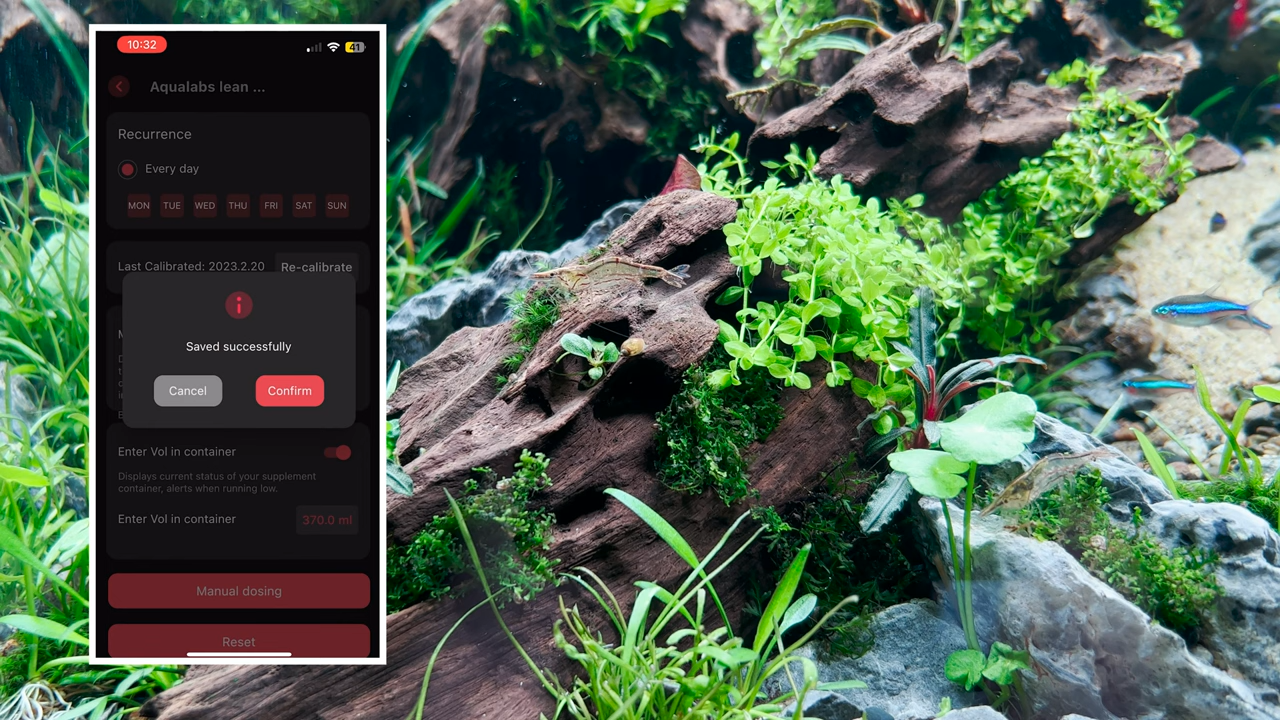 10:32
41
Aqualabs lean ...
Recurrence
Every day
MON TUE WED THU FRI SAT SUN
Last Calibrated: 2023.2.20
Re-calibrate
Saved successfully
Cancel
Confirm
Enter Vol in container
Displays current status of your supplement
container, alerts when running low.
Enter Vol in container
370.0 ml
Manual dosing
Reset